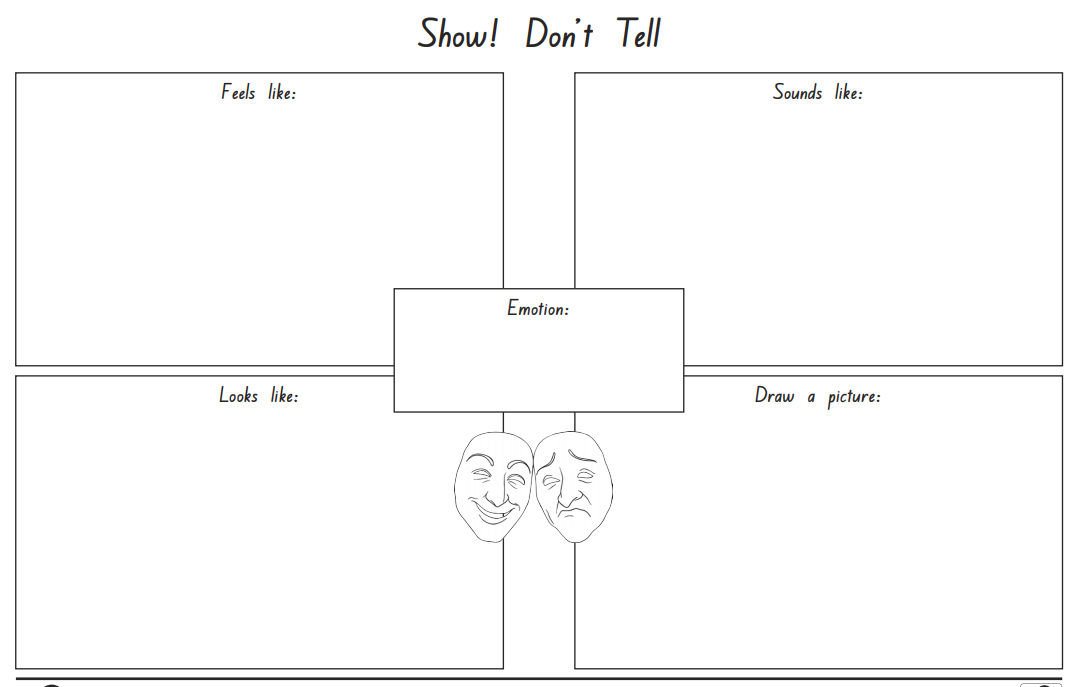 Show! Don't Tell
Feels like:
Sounds like:
Emotion:
Looks like:
Draw a picture: